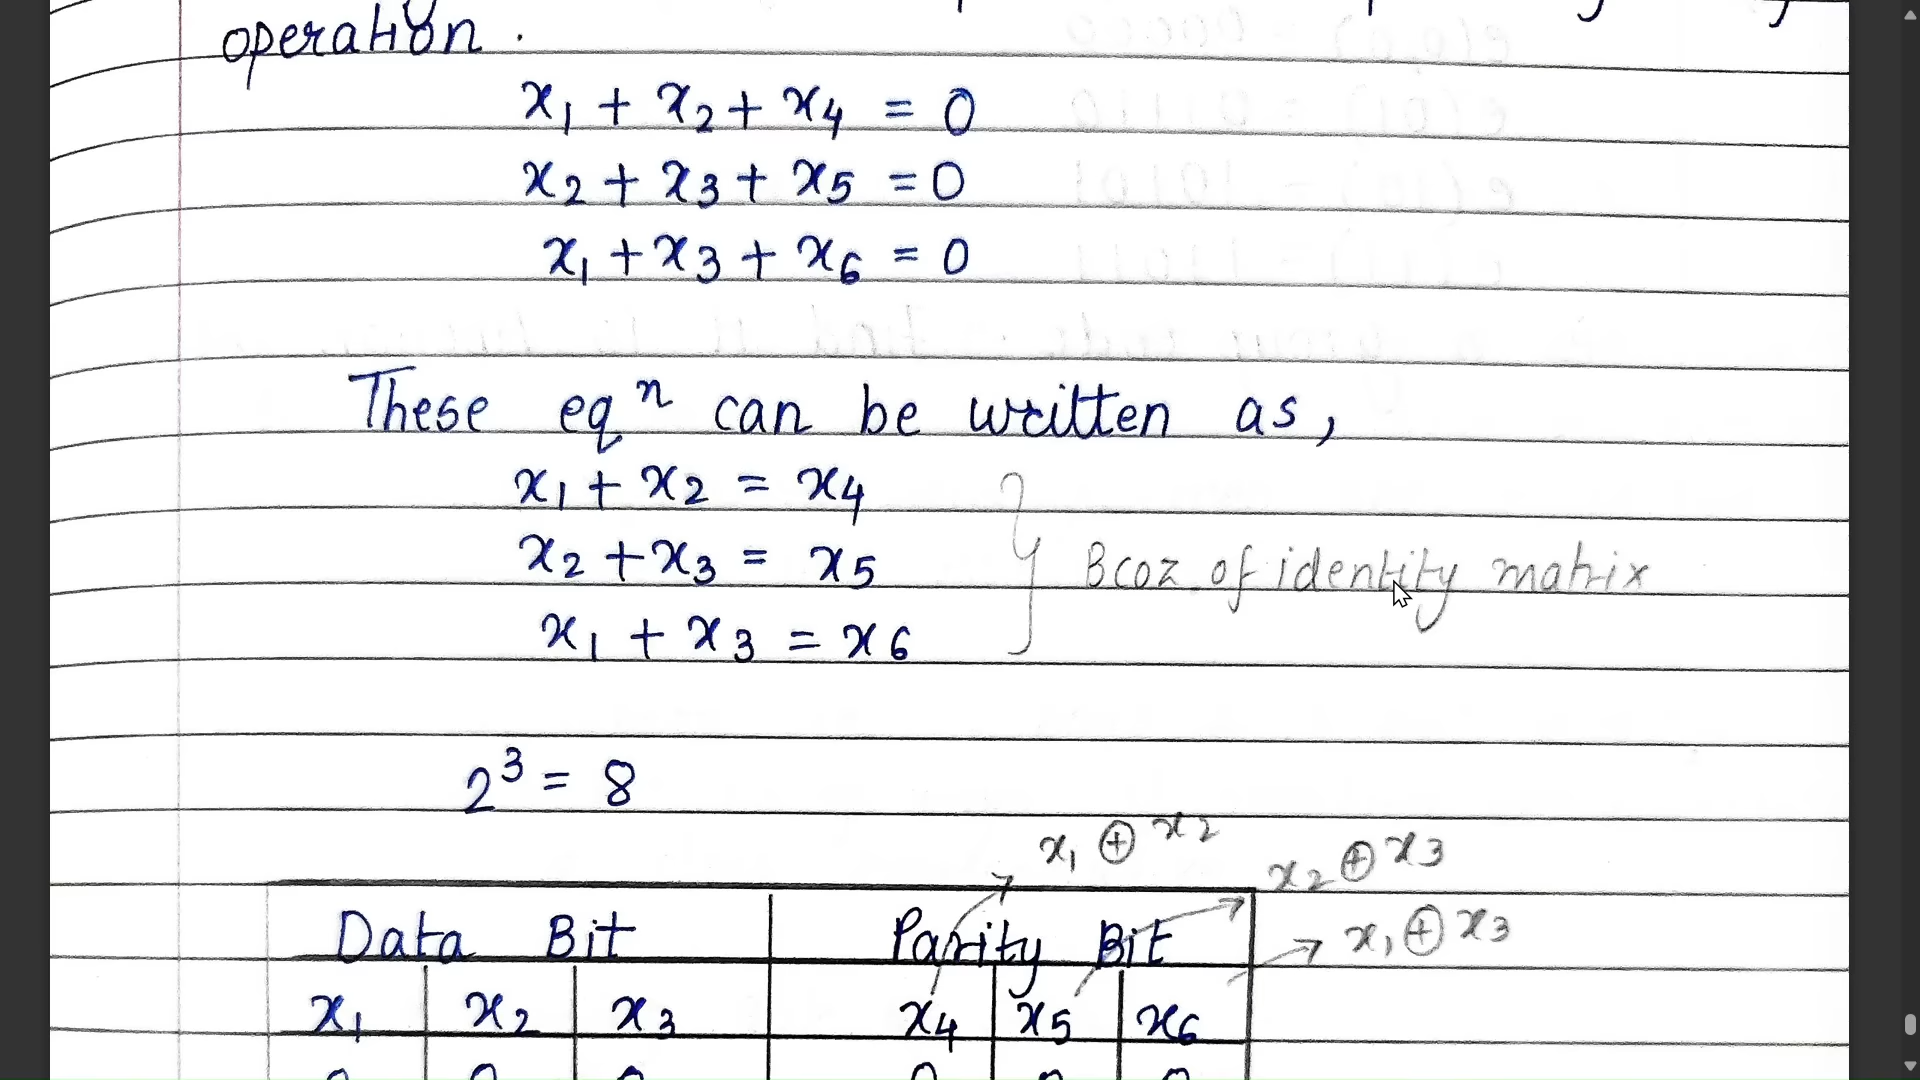 operation.
x₁ + x₂ + x₄ = 0
x₂ + x₃ + x₅ = 0
x₁ + x₃ + x₆ = 0
These eqⁿ can be written as,
x₁ + x₂ = x₄
x₂ + x₃ = x₅
Bcoz of identity matrix
x₁ + x₃ = x₆
2³ = 8
x₁ ⊕ x₂
x₂ ⊕ x₃
Data Bit Parity Bit
x₁ ⊕ x₃
x₁ x₂ x₃ x₄ x₅ x₆